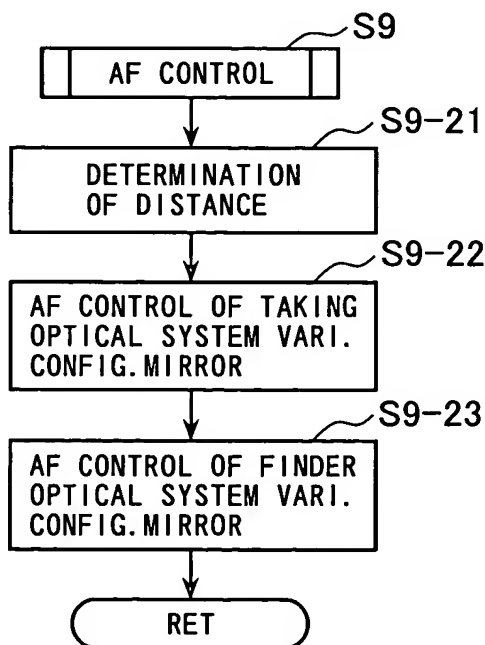 S9
AF CONTROL
S9-21
DETERMINATION
OF DISTANCE
S9-22
AF CONTROL OF TAKING
OPTICAL SYSTEM VARI.
CONFIG.MIRROR
S9-23
AF CONTROL OF FINDER
OPTICAL SYSTEM VARI.
CONFIG.MIRROR
RET